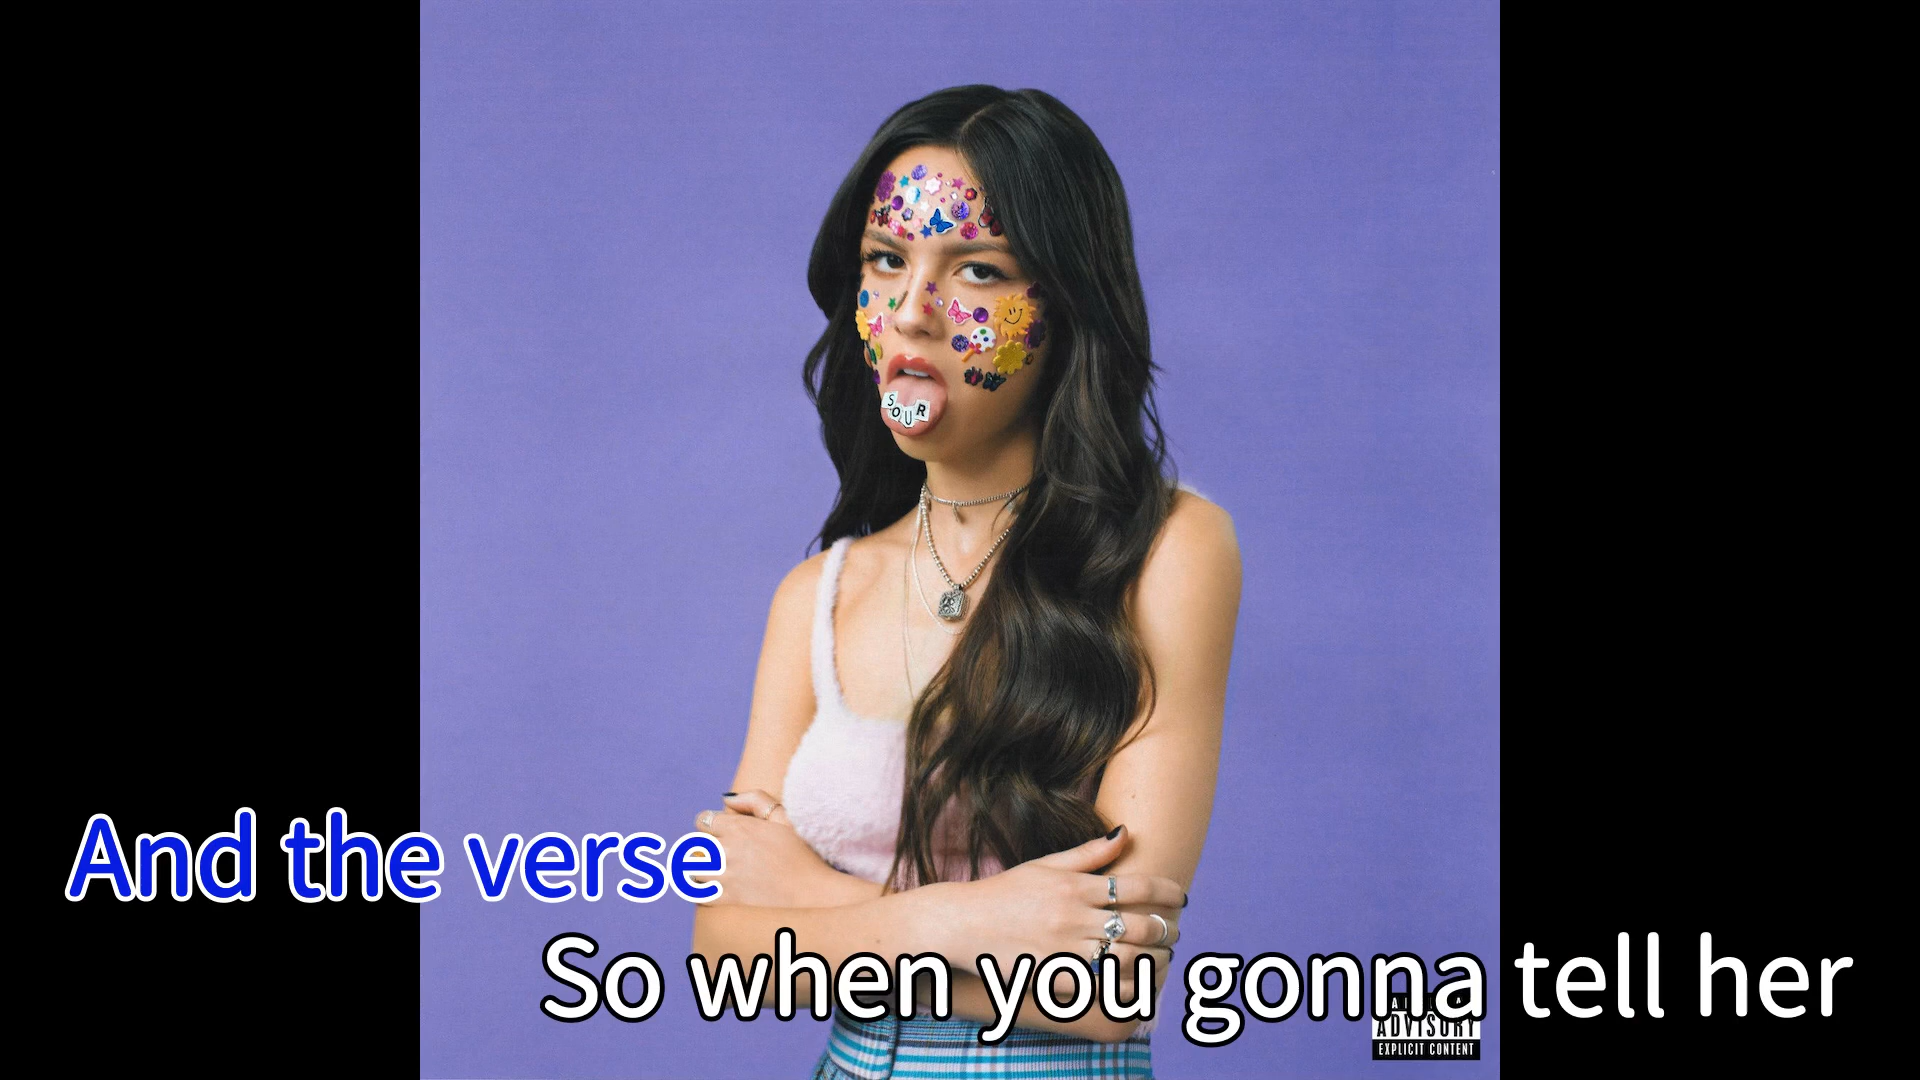 SOUR
And the verse
So when you gonna tell her
ADVISORY
EXPLICIT CONTENT